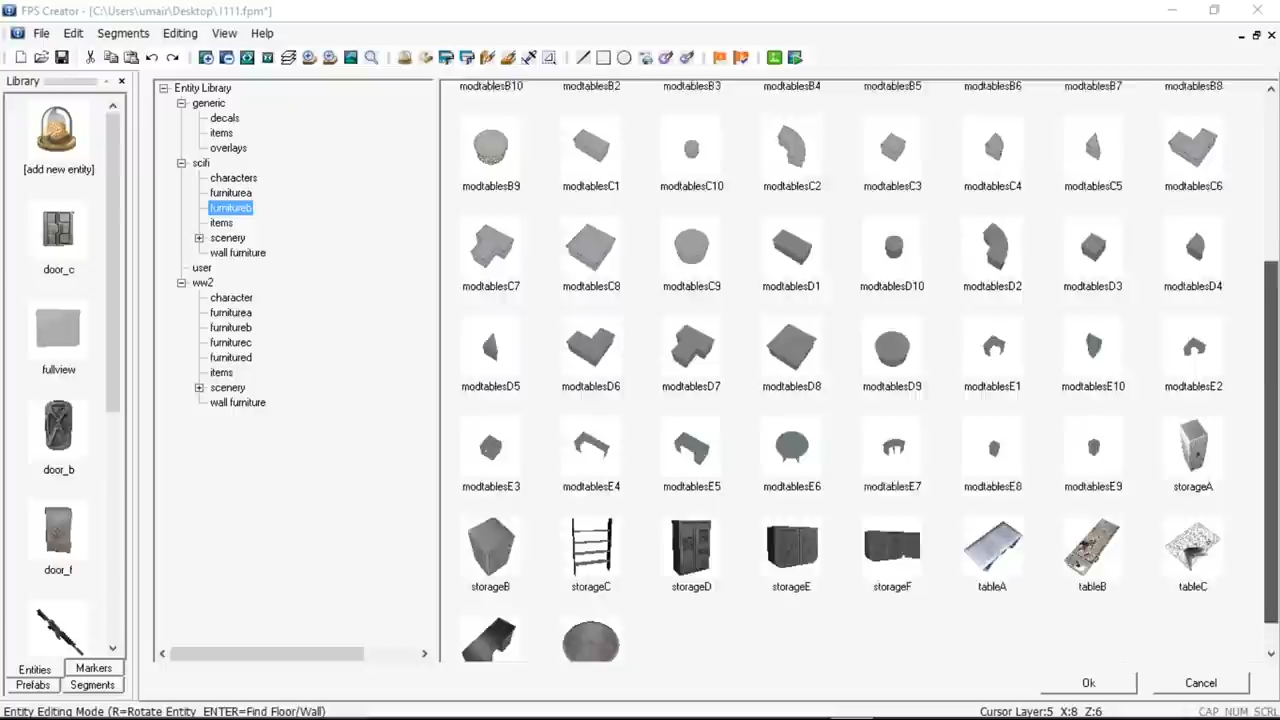 FPS Creator - [C:\Users\umair\Desktop\1111.fpm*]
File Edit Segments Editing View Help
Library
[add new entity]
door_c
fullview
door_b
door_f
Entities Markers
Prefabs Segments
Entity Library
generic
decals
items
overlays
scifi
characters
furniturea
furnitureb
items
scenery
wall furniture
user
ww2
character
furniturea
furnitureb
furniturec
furnitured
items
scenery
wall furniture
modtablesB10 modtablesB2 modtablesB3 modtablesB4 modtablesB5 modtablesB6 modtablesB7 modtablesB8
modtablesB9 modtablesC1 modtablesC10 modtablesC2 modtablesC3 modtablesC4 modtablesC5 modtablesC6
modtablesC7 modtablesC8 modtablesC9 modtablesD1 modtablesD10 modtablesD2 modtablesD3 modtablesD4
modtablesD5 modtablesD6 modtablesD7 modtablesD8 modtablesD9 modtablesE1 modtablesE10 modtablesE2
modtablesE3 modtablesE4 modtablesE5 modtablesE6 modtablesE7 modtablesE8 modtablesE9 storageA
storageB storageC storageD storageE storageF tableA tableB tableC
Ok Cancel
Entity Editing Mode (R=Rotate Entity ENTER=Find Floor/Wall) Cursor Layer:5 X:8 Z:6 CAP NUM SCRL